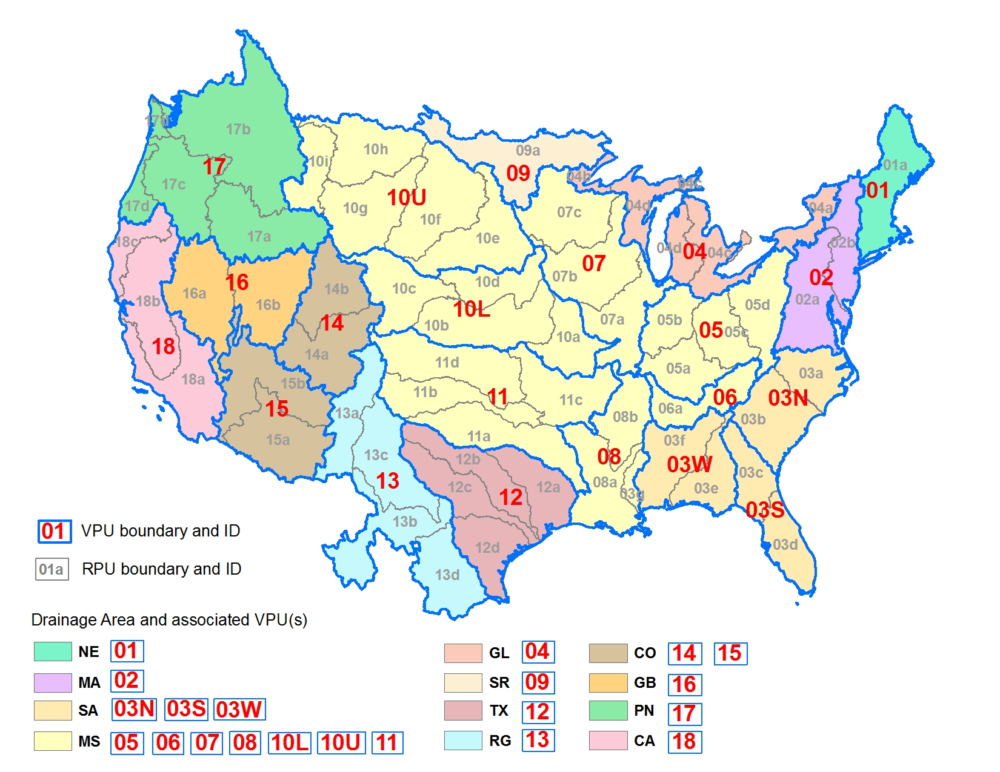 17d
17b
01a
10h
09a
10i
17
04b
09
04c
17c
01
10U
17d
04d
04a
10g
07c
10f
17a
10e
18c
02b
04d
04
04c
07
16
07b
02
10d
10c
14b
16a
18b
16b
02a
05d
10L
05b
14
10b
07a
05
05c
10a
18
14a
11d
05a
03a
18a
15b
11b
11
11c
06
03N
15
06a
13a
08b
03b
11a
15a
03f
13c
08
12b
03W
03c
13
08a
12c
12a
03e
12
03g
03S
13b
01 VPU boundary and ID
12d
03d
01a RPU boundary and ID
13d
Drainage Area and associated VPU(s)
NE 01
MA 02
SA 03N 03S 03W
MS 05 06 07 08 10L 10U 11
GL 04
SR 09
TX 12
RG 13
CO 14 15
GB 16
PN 17
CA 18